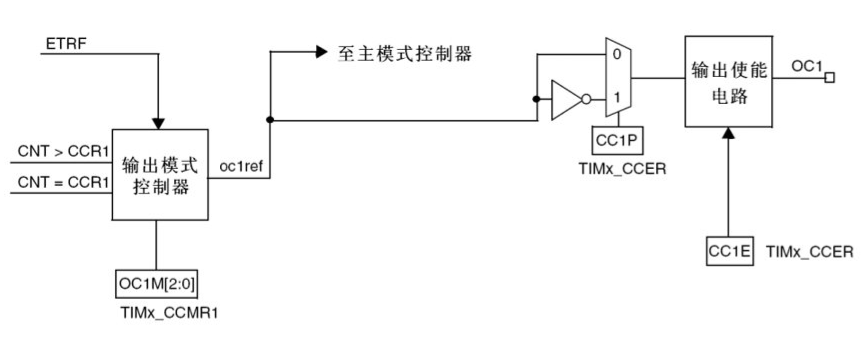 ETRF
至主模式控制器
0
1
输出使能
电路
OC1
CNT > CCR1
CNT = CCR1
输出模式
控制器
oc1ref
CC1P
TIMx_CCER
CC1E
TIMx_CCER
OC1M[2:0]
TIMx_CCMR1